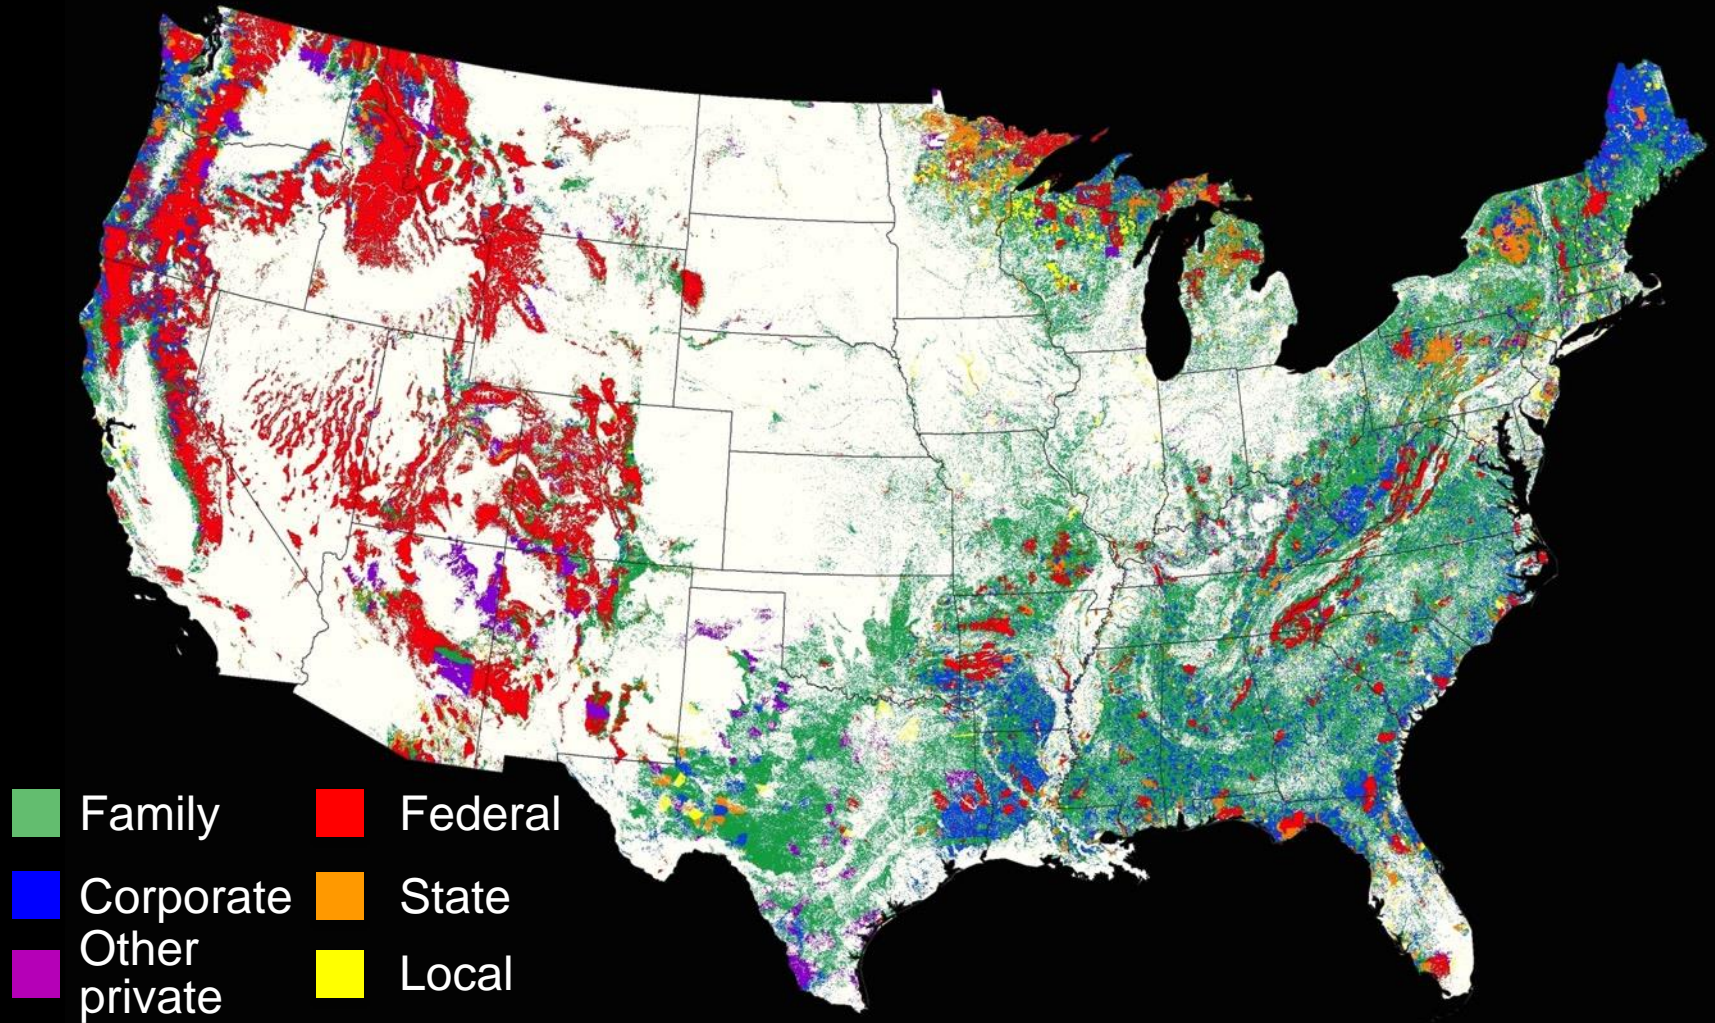 Family
Federal
Corporate
State
Other
private
Local